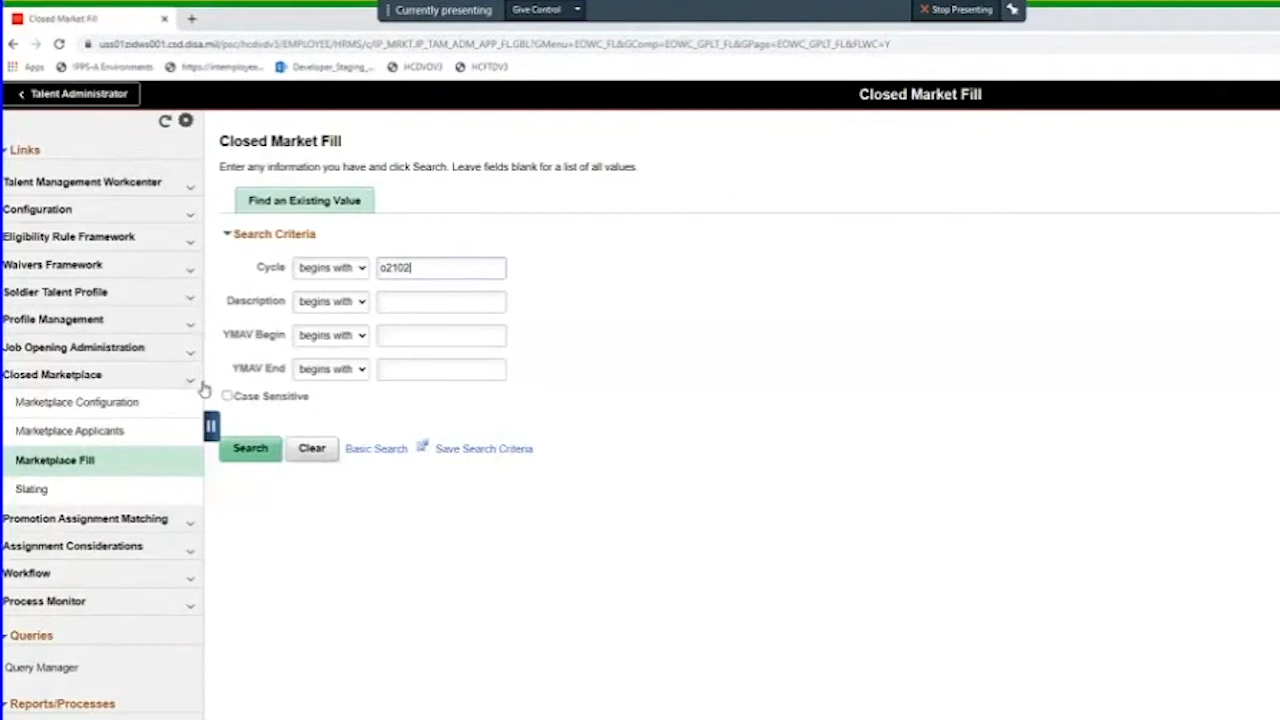 Currently presenting
Give Control
Stop Presenting
Closed Market Fill
Apps
IPPS-A Environments
Developer_Staging_...
HCDVDV3
HCFTDV3
Talent Administrator
Closed Market Fill
Links
Talent Management Workcenter
Configuration
Eligibility Rule Framework
Waivers Framework
Soldier Talent Profile
Profile Management
Job Opening Administration
Closed Marketplace
Marketplace Configuration
Marketplace Applicants
Marketplace Fill
Slating
Promotion Assignment Matching
Assignment Considerations
Workflow
Process Monitor
Queries
Query Manager
Reports/Processes
Closed Market Fill
Enter any information you have and click Search. Leave fields blank for a list of all values.
Find an Existing Value
Search Criteria
Cycle begins with o2102
Description begins with
YMAV Begin begins with
YMAV End begins with
Case Sensitive
Search Clear Basic Search Save Search Criteria